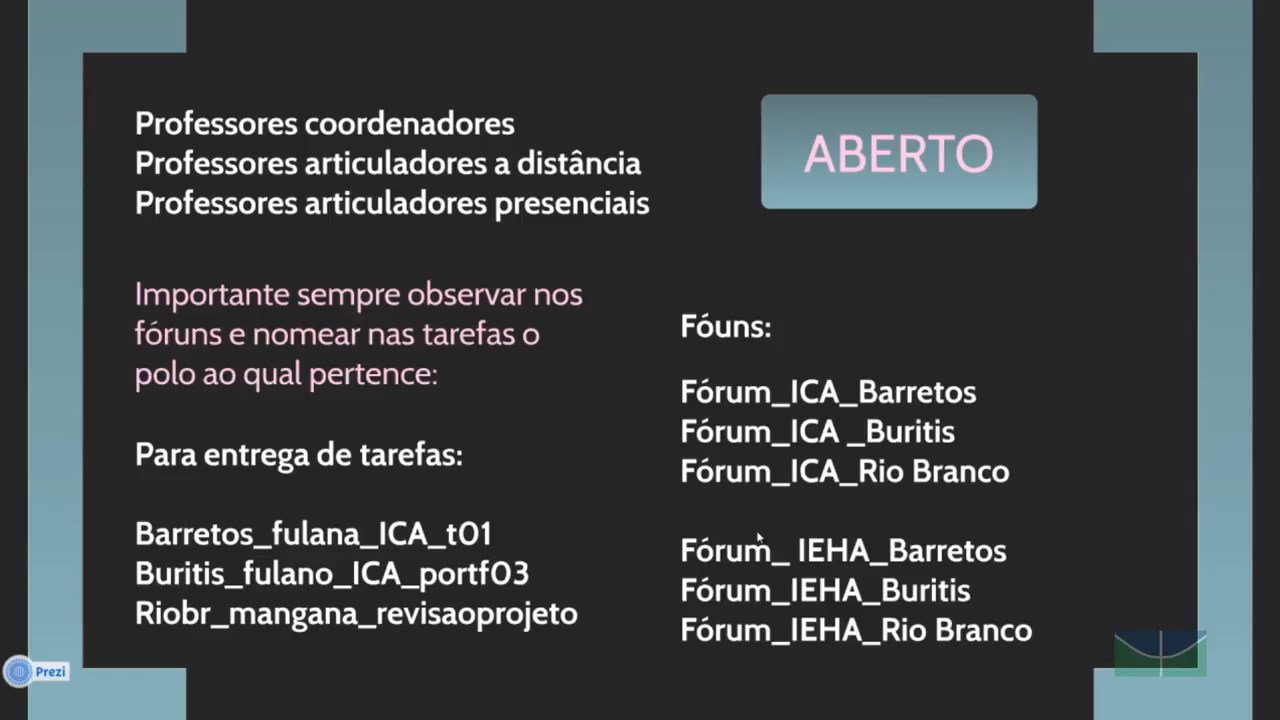 Professores coordenadores
Professores articuladores a distância
Professores articuladores presenciais
ABERTO
Importante sempre observar nos
fóruns e nomear nas tarefas o
polo ao qual pertence:
Para entrega de tarefas:
Barretos_fulana_ICA_t01
Buritis_fulano_ICA_portf03
Riobr_mangana_revisaoprojeto
Fóuns:
Fórum_ICA_Barretos
Fórum_ICA _Buritis
Fórum_ICA_Rio Branco
Fórum_ IEHA_Barretos
Fórum_IEHA_Buritis
Fórum_IEHA_Rio Branco
Prezi